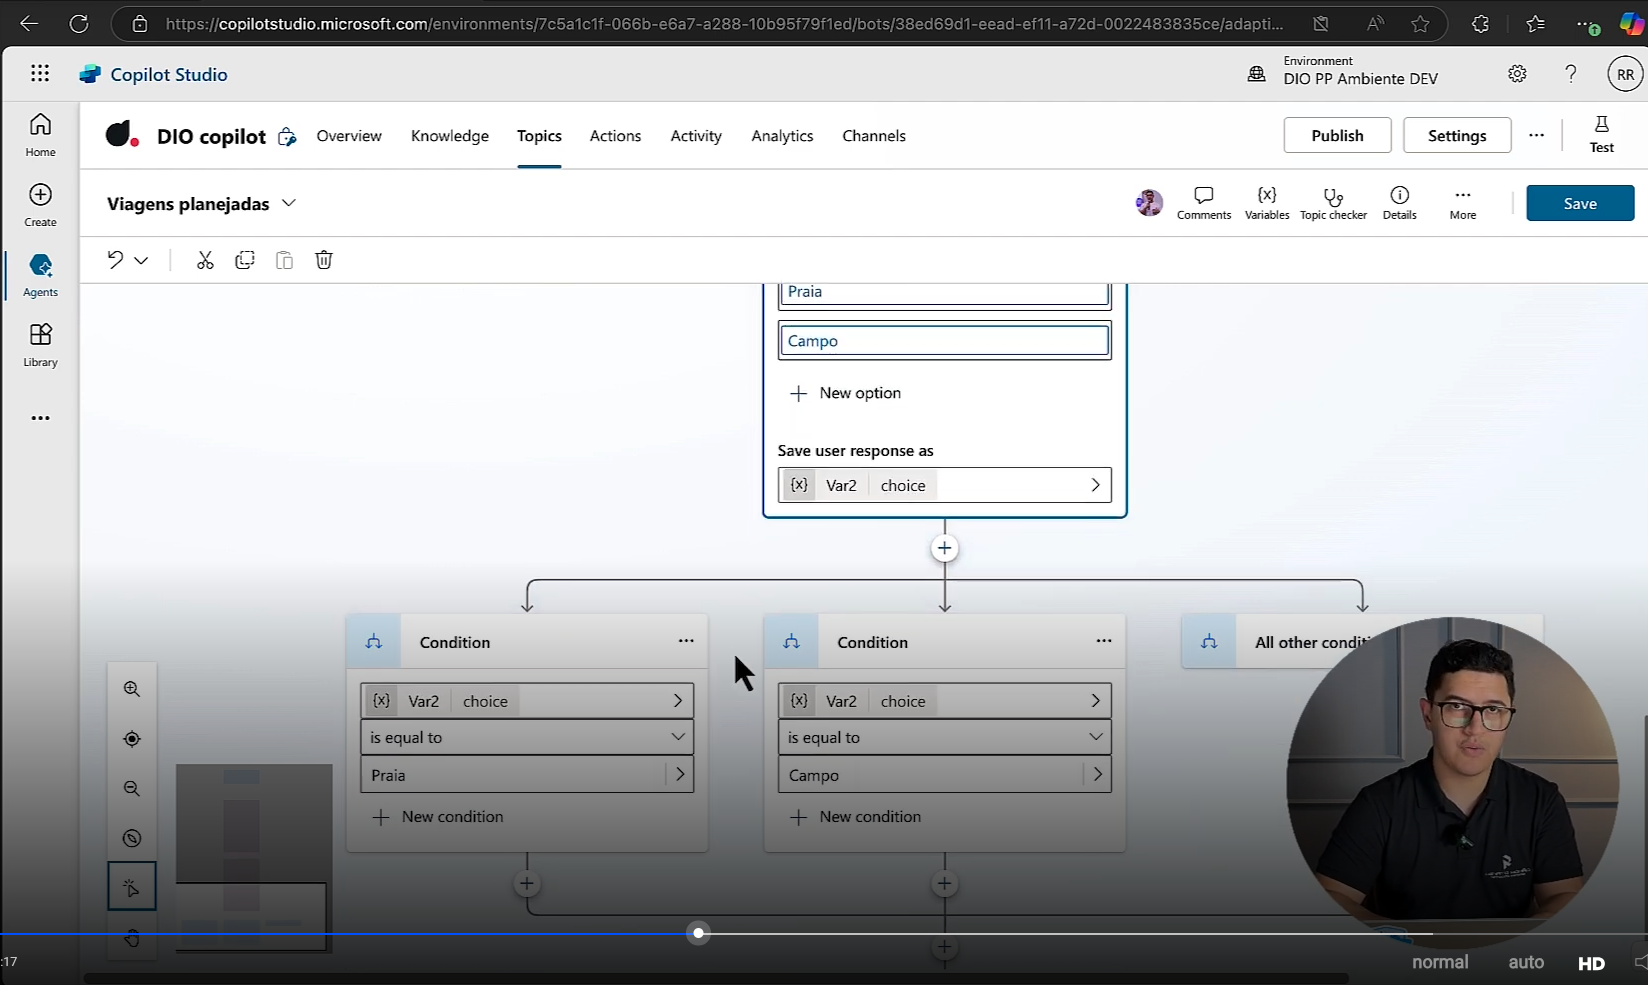 https://copilotstudio.microsoft.com/environments/7c5a1c1f-066b-e6a7-a288-10b95f79f1ed/bots/38ed69d1-eead-ef11-a72d-0022483835ce/adapti...
Copilot Studio
Environment
DIO PP Ambiente DEV
RR
Home
DIO copilot
Overview
Knowledge
Topics
Actions
Activity
Analytics
Channels
Publish
Settings
Test
Create
Viagens planejadas
Comments
{x}
Variables
Topic checker
Details
More
Save
Agents
Library
Praia
Campo
New option
Save user response as
{x} Var2 choice
Condition
Condition
All other condit
{x} Var2 choice
{x} Var2 choice
is equal to
is equal to
Praia
Campo
New condition
New condition
:17
normal
auto
HD